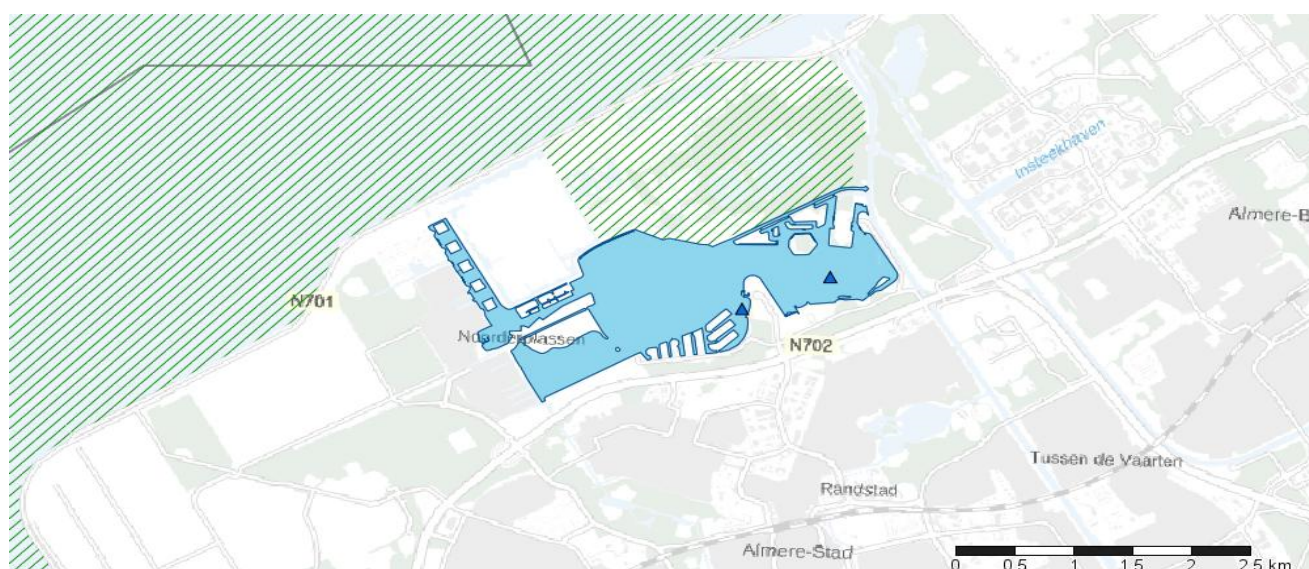 Insteekhaven
Almere-B
N701
Noorderplassen
N702
Tussen de Vaarten
Randstad
Almere-Stad
0 0.5 1 1.5 2 2.5 km